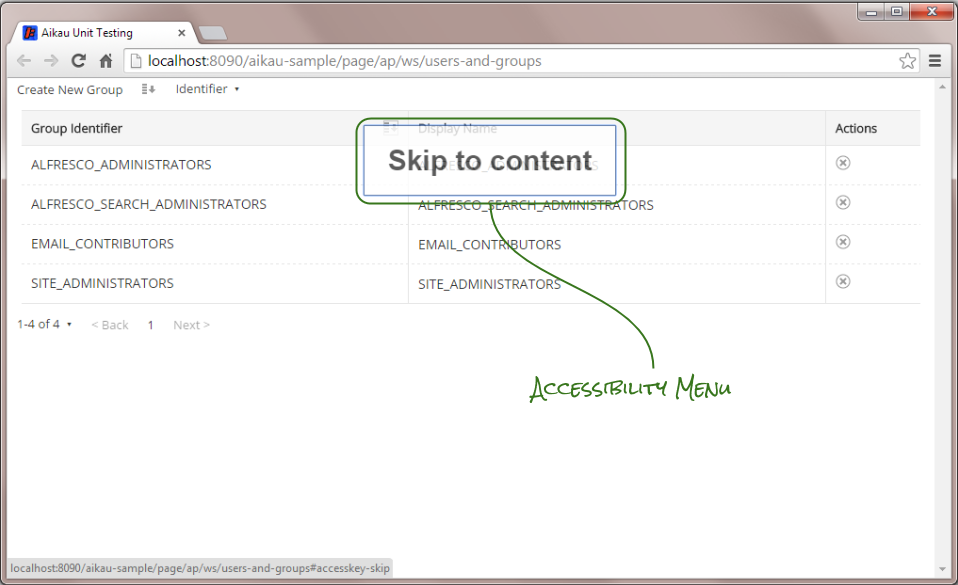 Aikau Unit Testing
localhost:8090/aikau-sample/page/ap/ws/users-and-groups
Create New Group Identifier
Group Identifier Display Name Actions
Skip to content
ALFRESCO_ADMINISTRATORS
ALFRESCO_SEARCH_ADMINISTRATORS ALFRESCO_SEARCH_ADMINISTRATORS
EMAIL_CONTRIBUTORS EMAIL_CONTRIBUTORS
SITE_ADMINISTRATORS SITE_ADMINISTRATORS
1-4 of 4 < Back 1 Next >
Accessibility Menu
localhost:8090/aikau-sample/page/ap/ws/users-and-groups#accesskey-skip